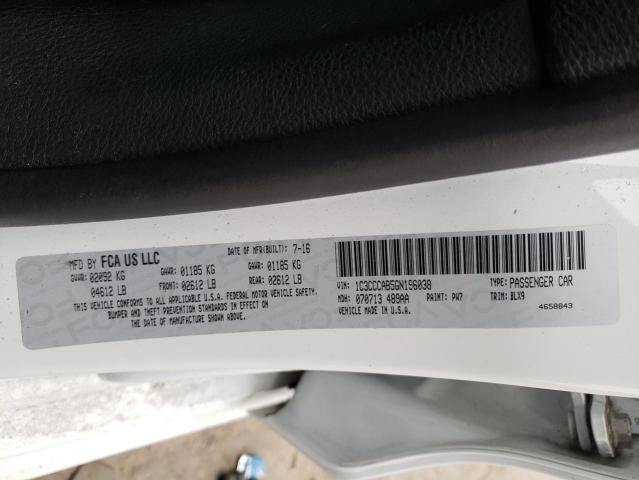 MFD BY FCA US LLC DATE OF MFR(BUILT): 7-16
GVWR: 02092 KG GAWR: 01185 KG GAWR: 01185 KG
04612 LB FRONT: 02612 LB REAR: 02612 LB
THIS VEHICLE CONFORMS TO ALL APPLICABLE U.S.A. FEDERAL MOTOR VEHICLE SAFETY,
BUMPER AND THEFT PREVENTION STANDARDS IN EFFECT ON
THE DATE OF MANUFACTURE SHOWN ABOVE.
VIN: 1C3CCCAB5GN196038 TYPE: PASSENGER CAR
MDH: 070713 489AA PAINT: PW7 TRIM: BLX9
VEHICLE MADE IN U.S.A. 4658843